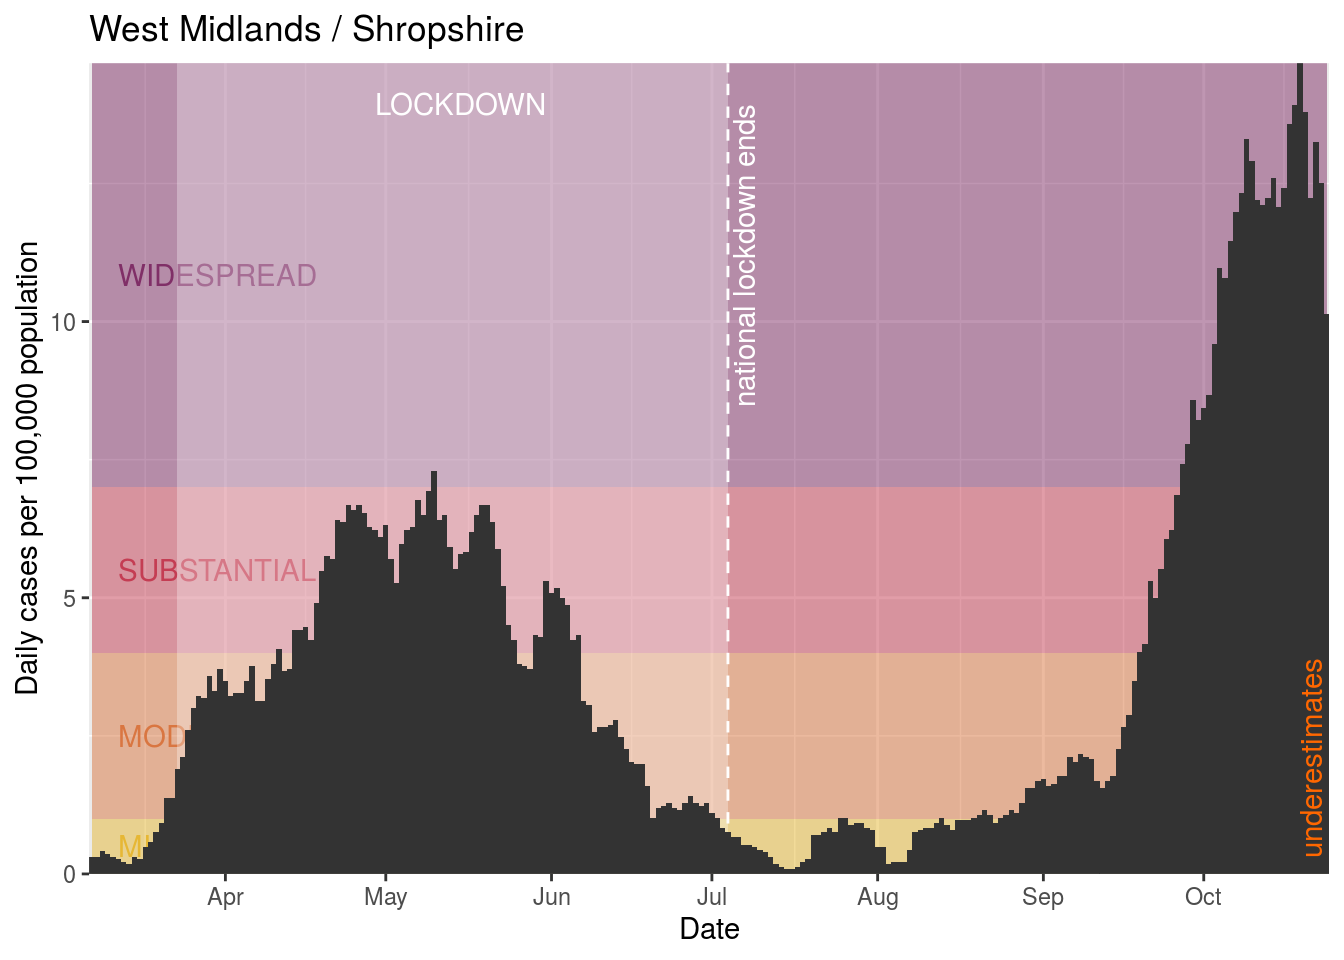 West Midlands / Shropshire
LOCKDOWN
national lockdown ends
WIDESPREAD
SUBSTANTIAL
MOD
underestimates
Daily cases per 100,000 population
10
5
0
Apr May Jun Jul Aug Sep Oct
Date